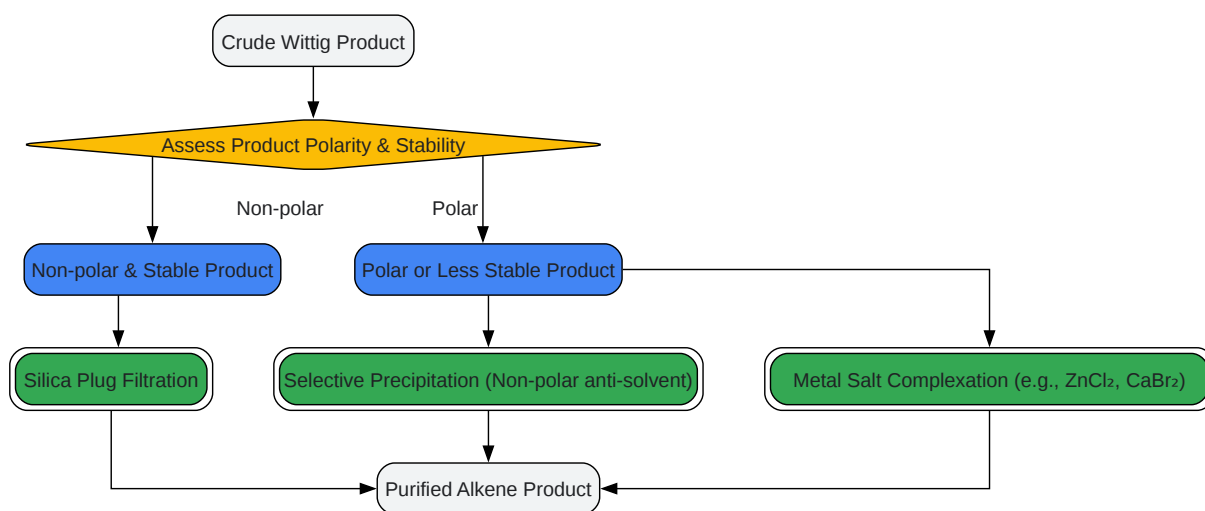 Crude Wittig Product
Assess Product Polarity & Stability
Non-polar
Polar
Non-polar & Stable Product
Polar or Less Stable Product
Silica Plug Filtration
Selective Precipitation (Non-polar anti-solvent)
Metal Salt Complexation (e.g., ZnCl₂, CaBr₂)
Purified Alkene Product